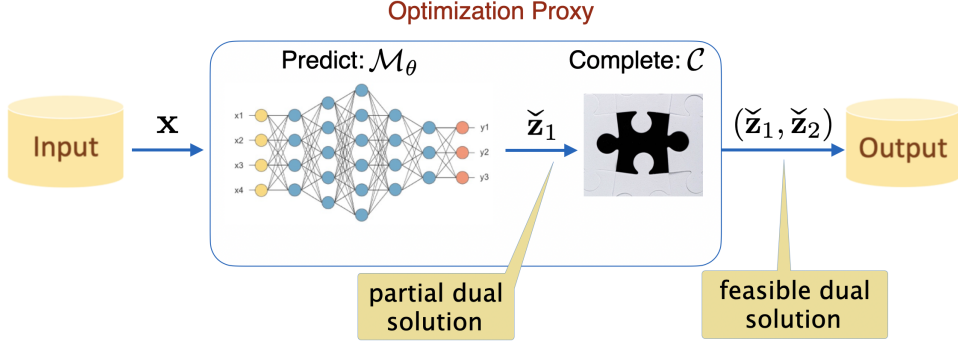 Optimization Proxy
Predict: 𝓜θ
Complete: 𝒞
Input
x
x1
x2
x3
x4
y1
y2
y3
ž₁
(ž₁, ž₂)
Output
partial dual
solution
feasible dual
solution